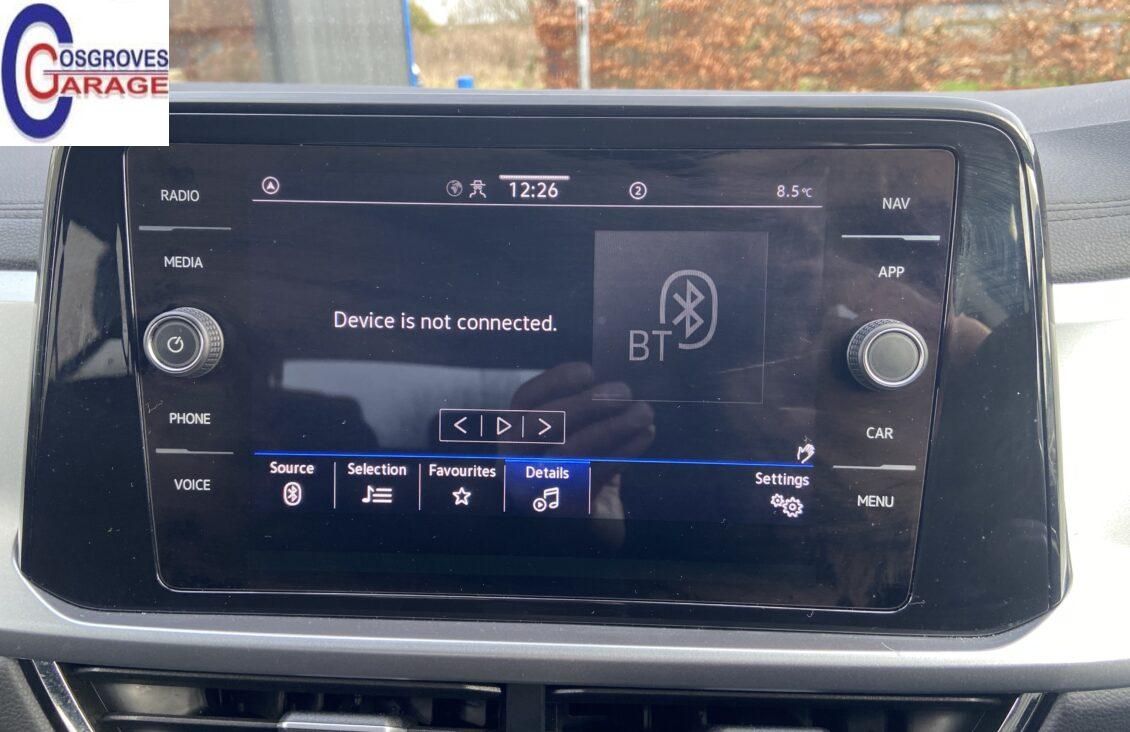 COSGROVES
GARAGE
RADIO
MEDIA
PHONE
VOICE
12:26
2
8.5°C
Device is not connected.
BT
Source
Selection
Favourites
Details
Settings
NAV
APP
CAR
MENU